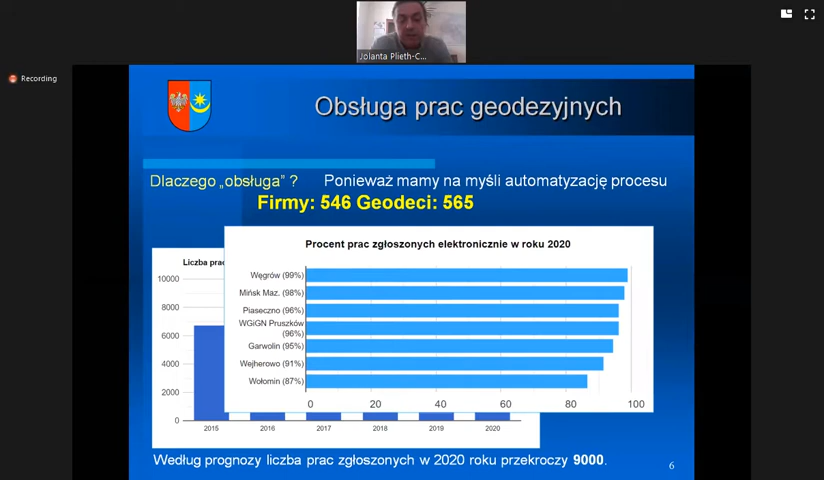 Jolanta Plieth-C...
Recording
Obsługa prac geodezyjnych
Dlaczego „obsługa” ? Ponieważ mamy na myśli automatyzację procesu
Firmy: 546 Geodeci: 565
Procent prac zgłoszonych elektronicznie w roku 2020
Węgrów (99%)
Mińsk Maz. (98%)
Piaseczno (96%)
WGiGN Pruszków
(96%)
Garwolin (95%)
Wejherowo (91%)
Wołomin (87%)
0 20 40 60 80 100
Liczba prac
10000
8000
6000
4000
2000
0
2015 2016 2017 2018 2019 2020
Według prognozy liczba prac zgłoszonych w 2020 roku przekroczy 9000.
6